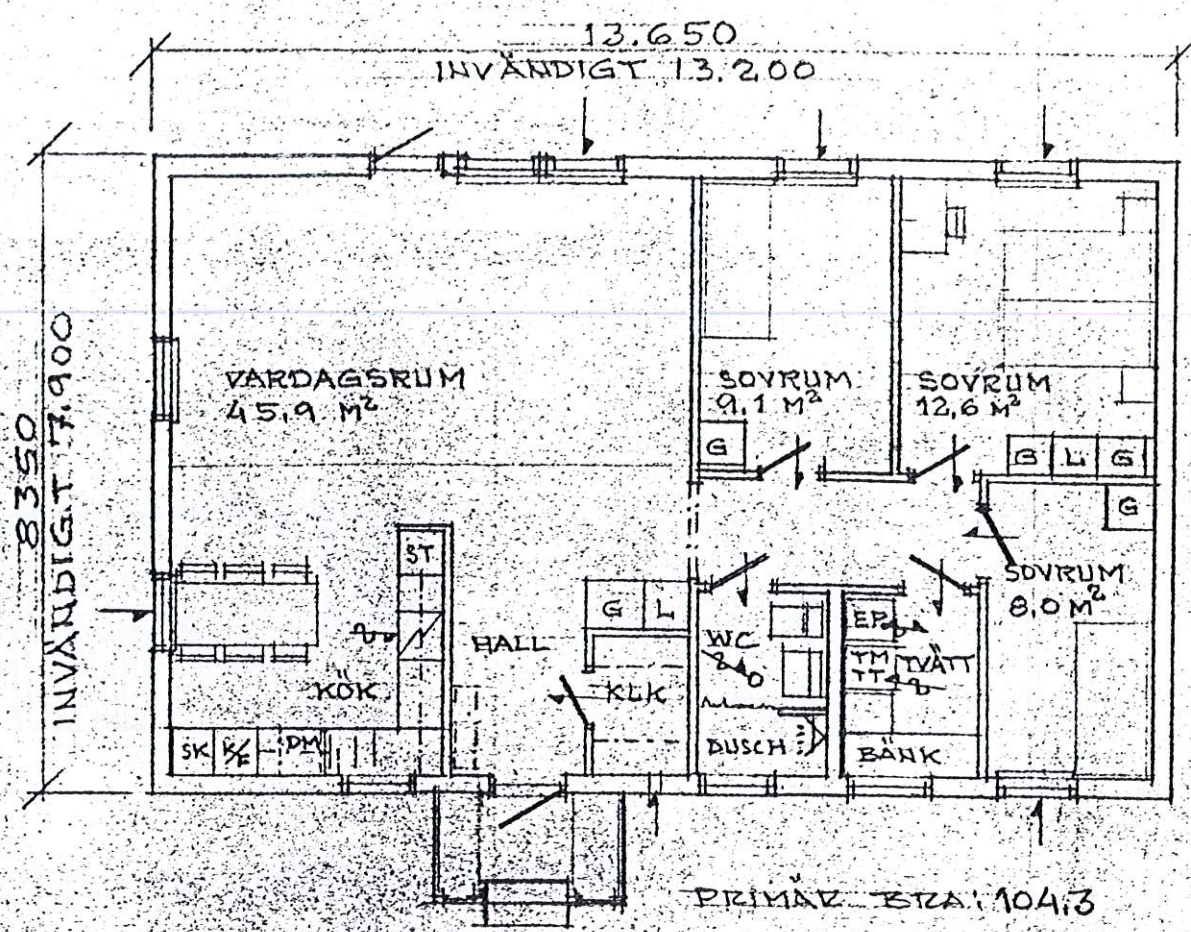 13.650
INVÄNDIGT 13.200
8350
INVÄNDIGT 7.900
VARDAGSRUM
45,9 M²
SOVRUM
9,1 M²
SOVRUM
12,6 M²
G
G L G
G
ST
SOVRUM
8,0 M²
G L
HALL
WC
EP
TM
TT
TVÄTT
KÖK
KLK
SK K/F DM
DUSCH
BÄNK
PRIMÄR BRA: 104,3